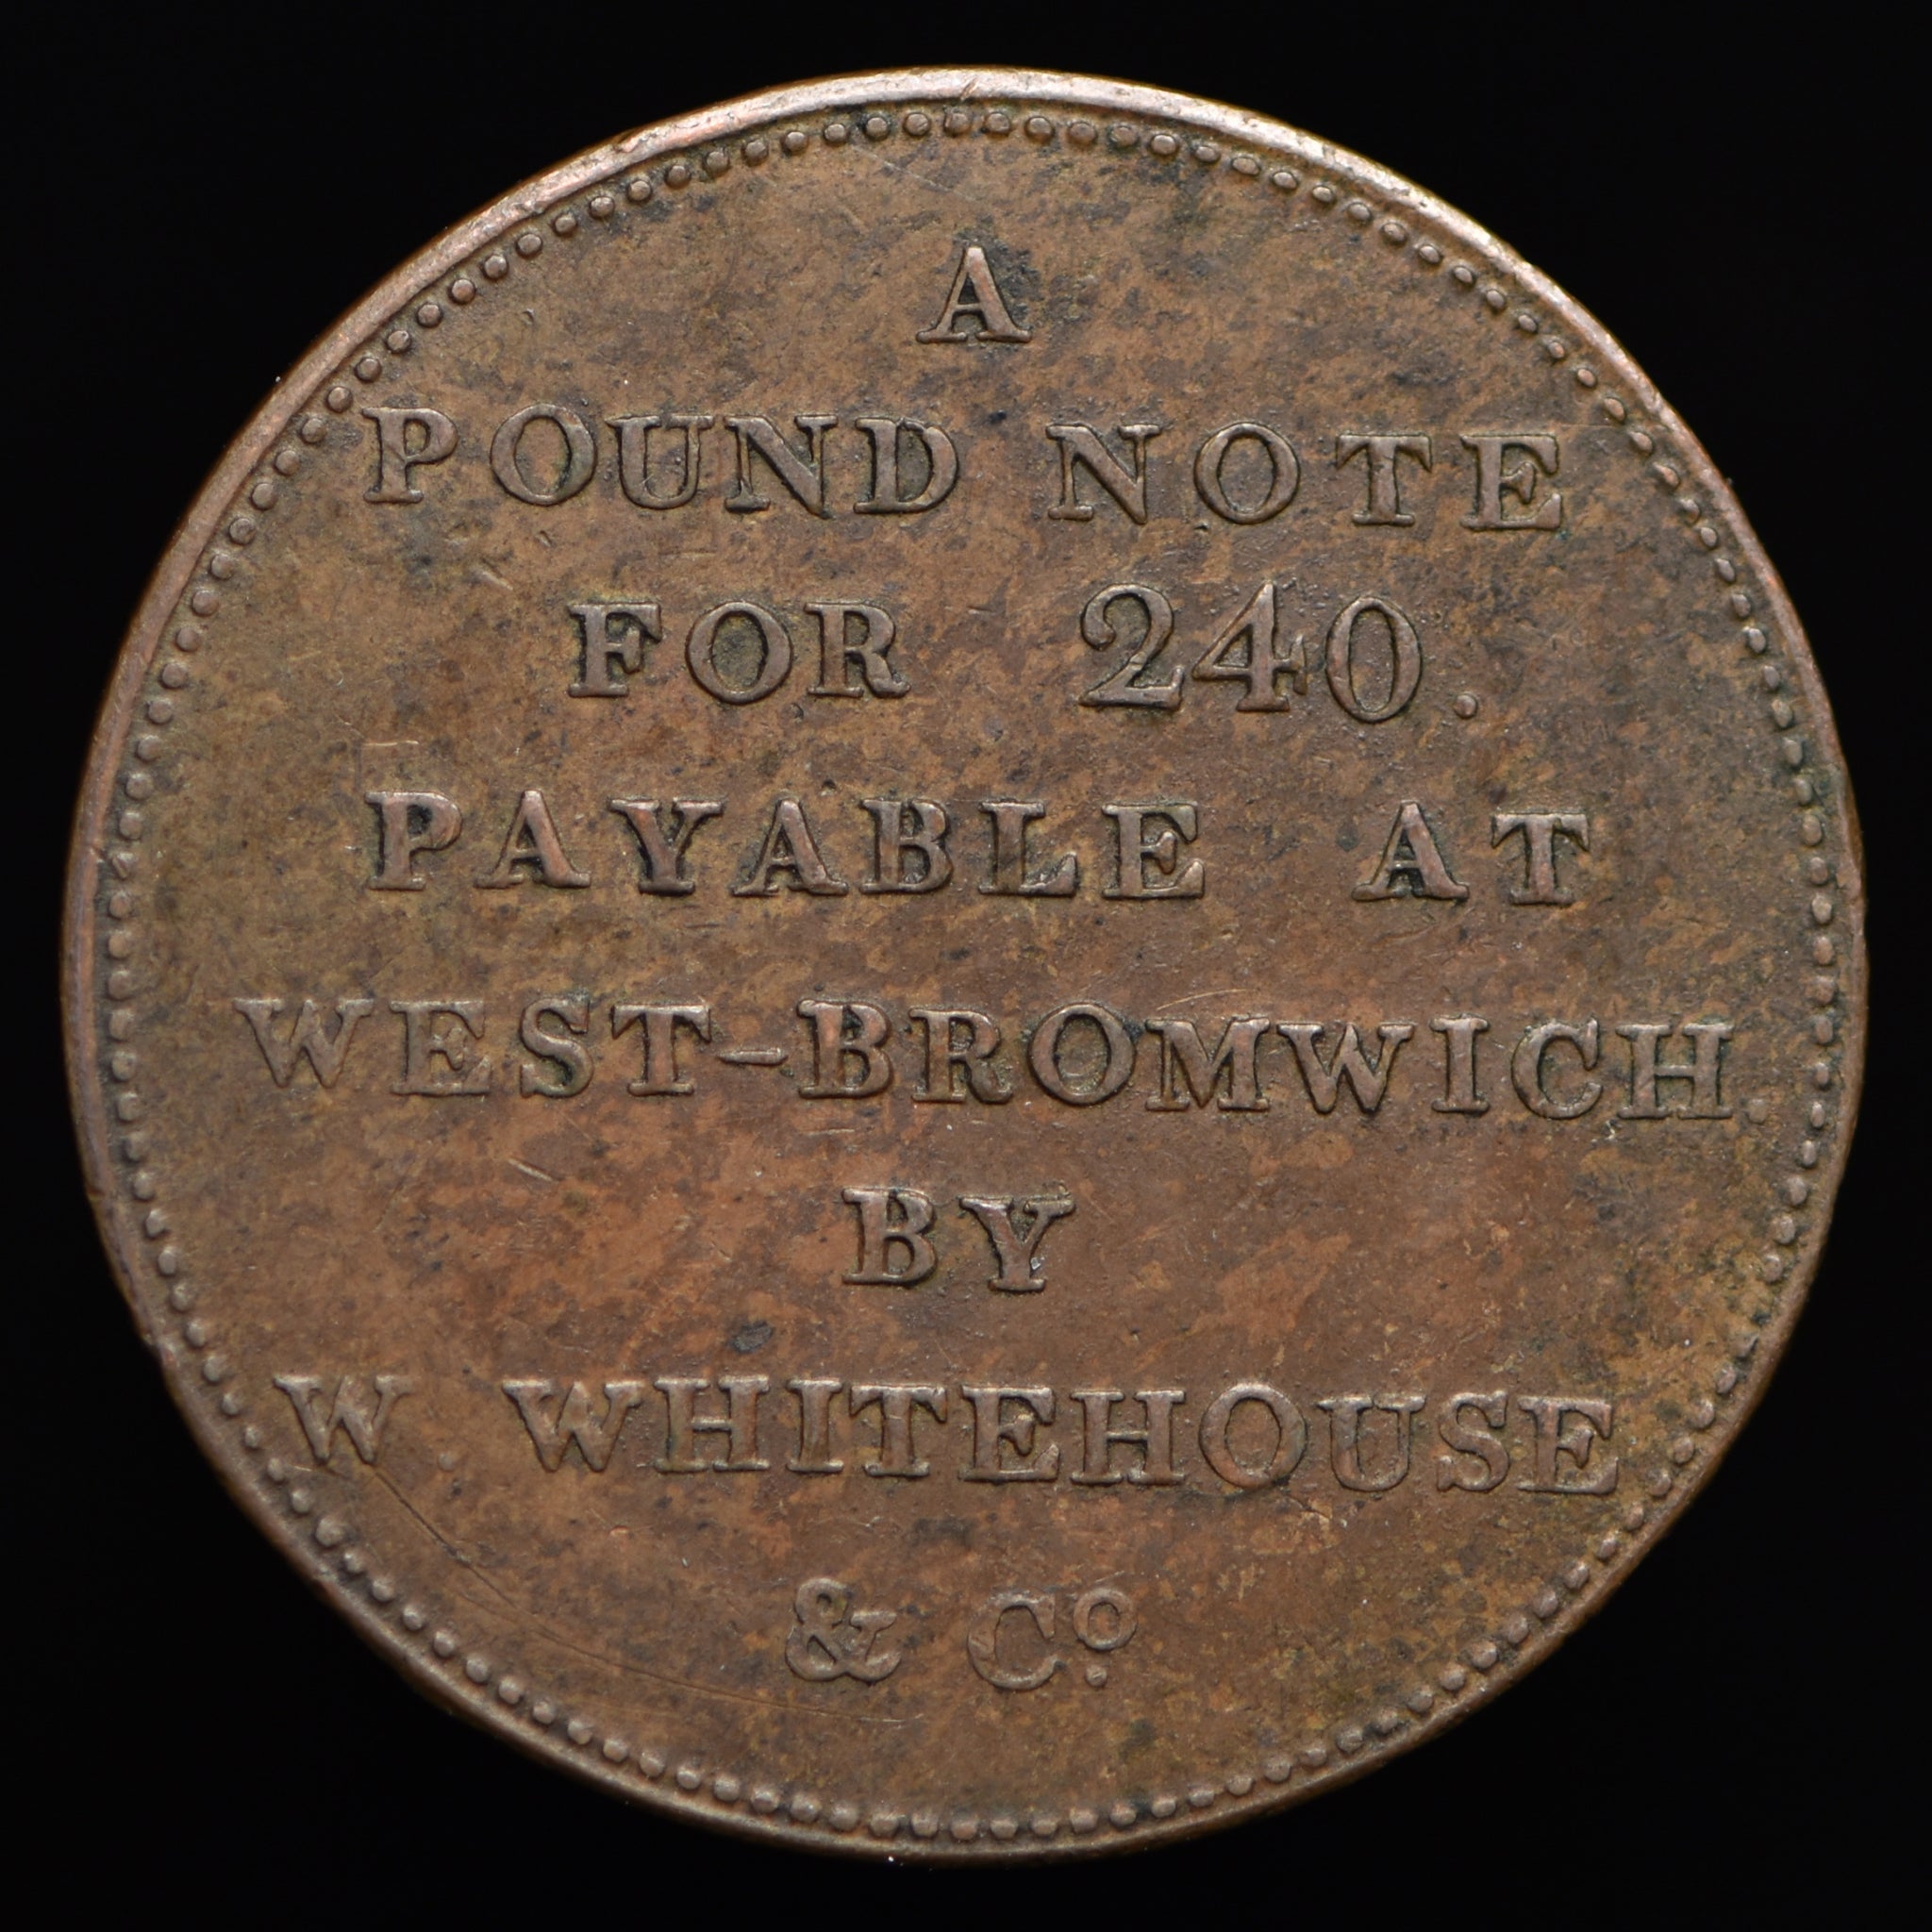 A
POUND NOTE
FOR 240.
PAYABLE AT
WEST-BROMWICH.
BY
W. WHITEHOUSE
& Cº.